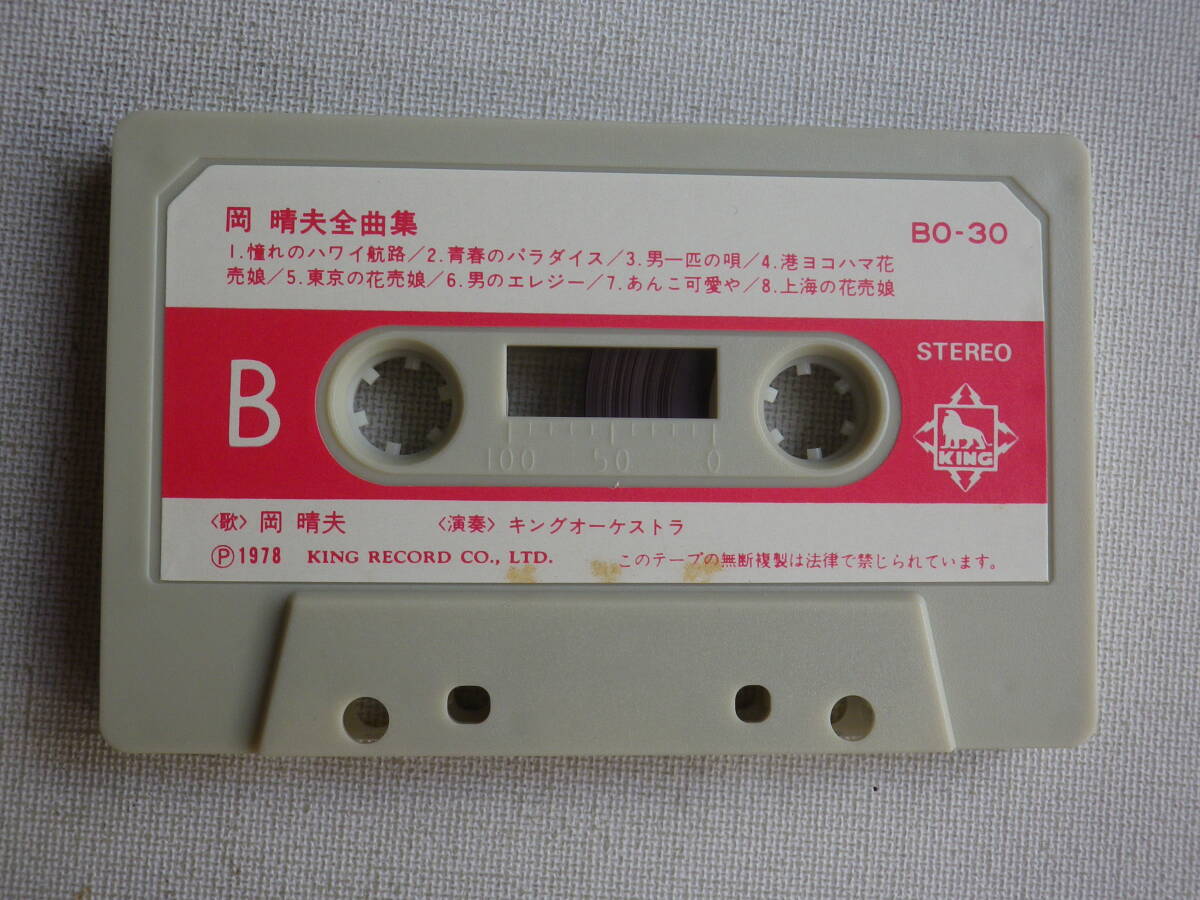 岡 晴夫全曲集
BO-30
1.憧れのハワイ航路/2.青春のパラダイス/3.男一匹の唄/4.港ヨコハマ花
売娘/5.東京の花売娘/6.男のエレジー/7.あんこ可愛や/8.上海の花売娘
B
STEREO
100 50 0
KING
〈歌〉岡 晴夫 〈演奏〉キングオーケストラ
Ⓟ1978 KING RECORD CO., LTD. このテープの無断複製は法律で禁じられています。